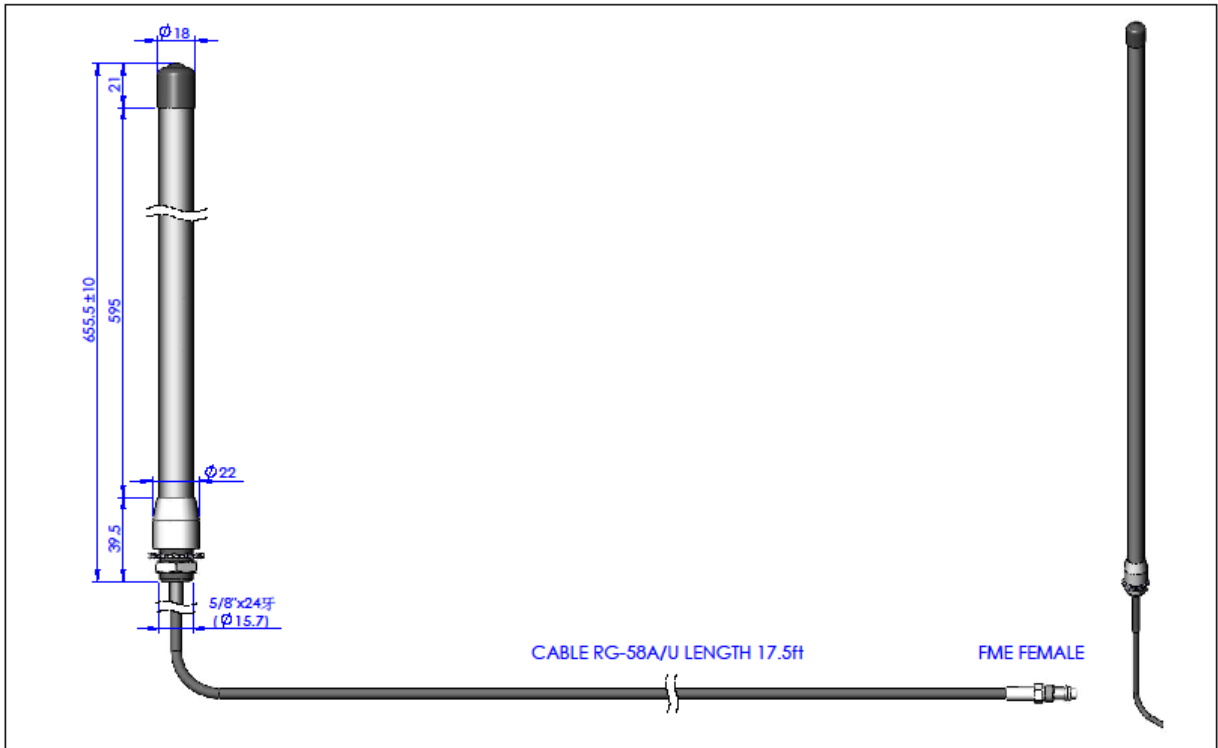 Ø18
21
655.5±10
595
Ø22
39.5
5/8"x24牙
(Ø15.7)
CABLE RG-58A/U LENGTH 17.5ft
FME FEMALE